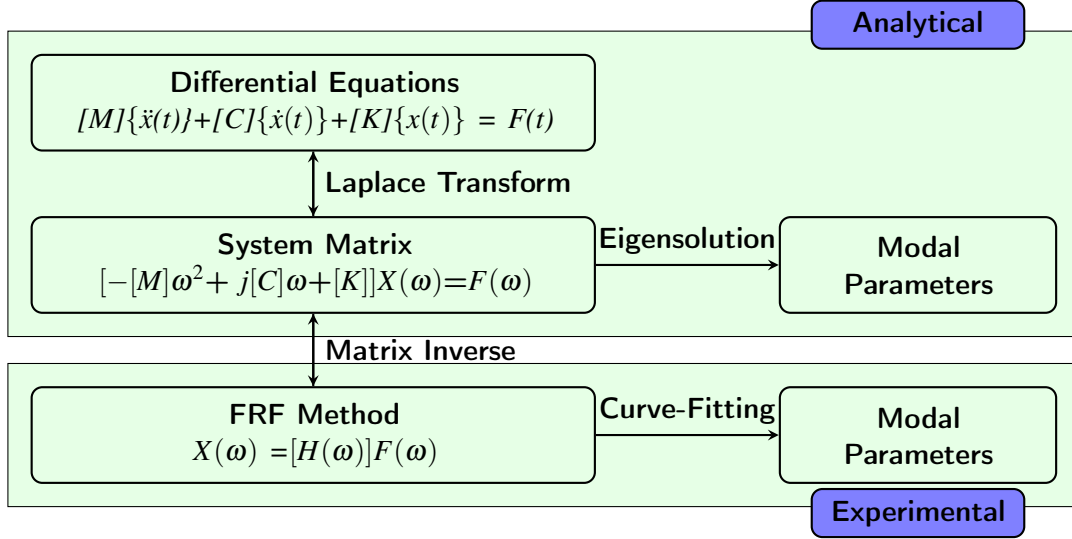 Analytical
Differential Equations
[M]{ẍ(t)}+[C]{ẋ(t)}+[K]{x(t)} = F(t)
Laplace Transform
System Matrix
[−[M]ω²+ j[C]ω+[K]]X(ω)=F(ω)
Eigensolution
Modal
Parameters
Matrix Inverse
FRF Method
X(ω) =[H(ω)]F(ω)
Curve-Fitting
Modal
Parameters
Experimental